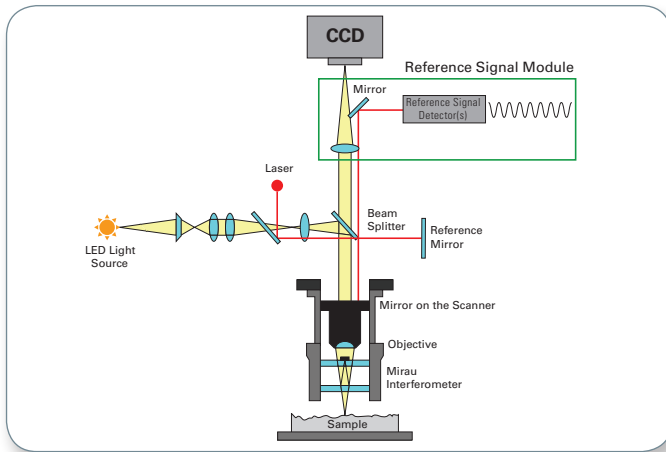 CCD
Reference Signal Module
Mirror
Reference Signal
Detector(s)
Laser
Beam
Splitter
Reference
Mirror
LED Light
Source
Mirror on the Scanner
Objective
Mirau
Interferometer
Sample